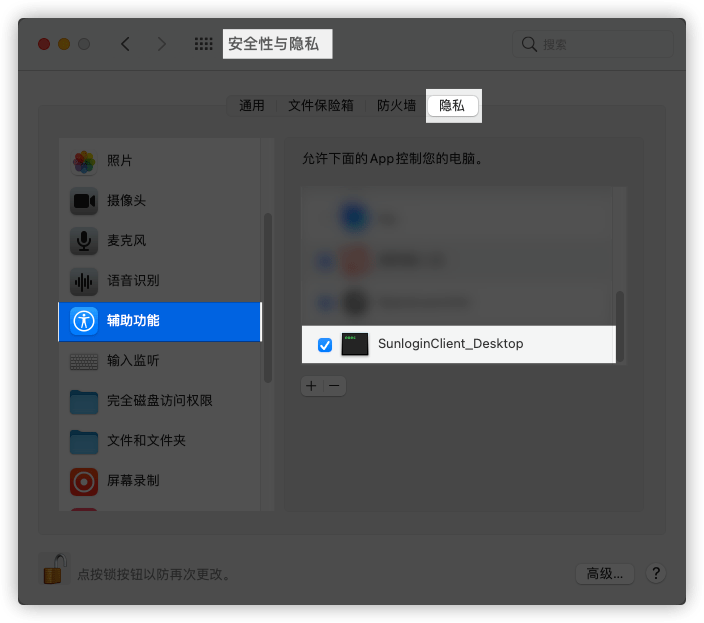 安全性与隐私
搜索
通用 文件保险箱 防火墙 隐私
照片
摄像头
麦克风
语音识别
辅助功能
输入监听
完全磁盘访问权限
文件和文件夹
屏幕录制
允许下面的App控制您的电脑。
SunloginClient_Desktop
+ −
点按锁按钮以防再次更改。
高级... ?